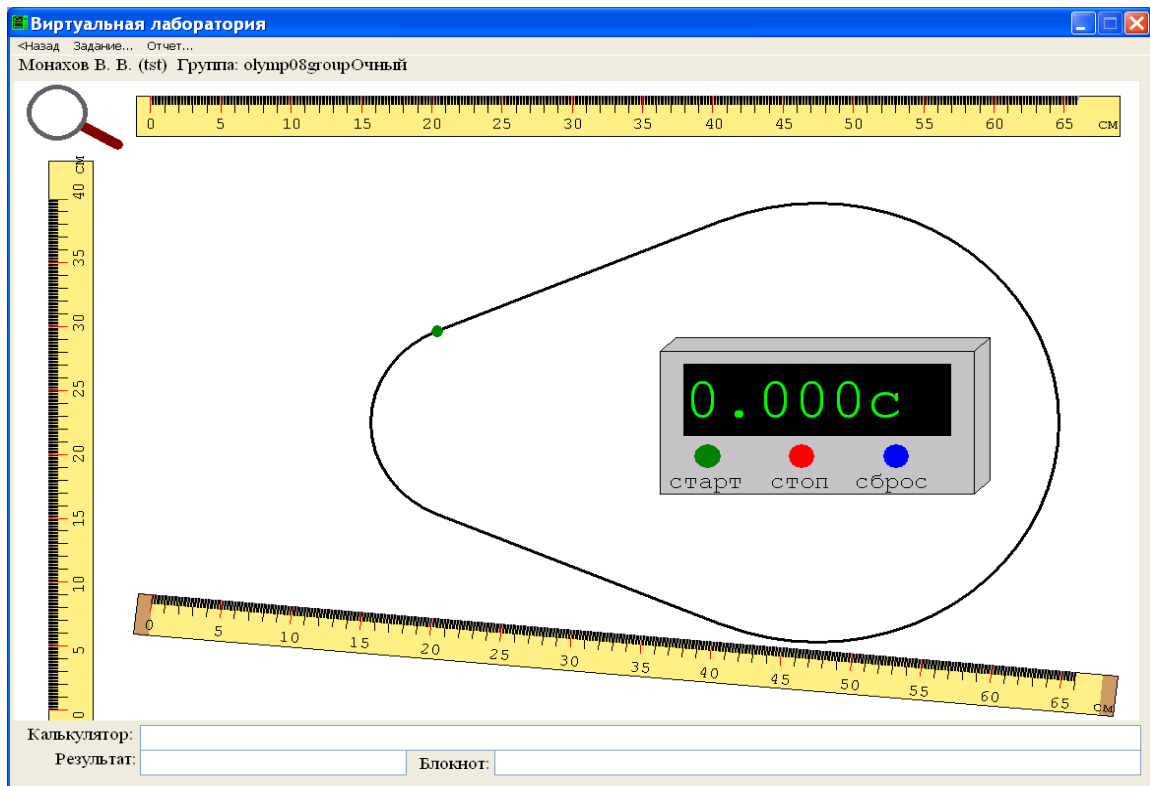 Виртуальная лаборатория
<Назад Задание... Отчет...
Монахов В. В. (tst) Группа: olymp08groupОчный
0 5 10 15 20 25 30 35 40 45 50 55 60 65 см
см 40 35 30 25 20 15 10 5 0
0.000с
старт стоп сброс
0 5 10 15 20 25 30 35 40 45 50 55 60 65 см
Калькулятор:
Результат: Блокнот: